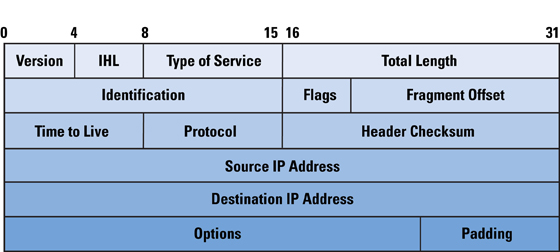 0 4 8 15 16 31
Version IHL Type of Service Total Length
Identification Flags Fragment Offset
Time to Live Protocol Header Checksum
Source IP Address
Destination IP Address
Options Padding